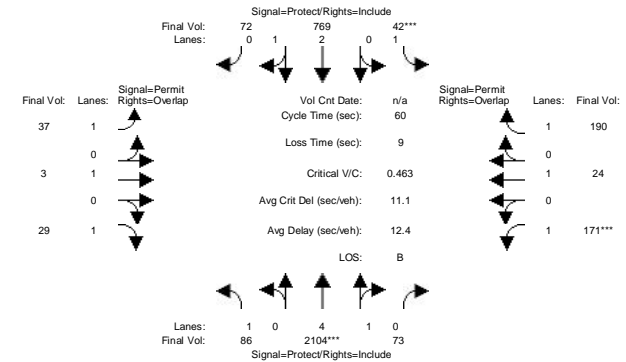 Signal=Protect/Rights=Include
Final Vol: 72 769 42***
Lanes: 0 1 2 0 1
Signal=Permit
Final Vol: Lanes: Rights=Overlap
Vol Cnt Date: n/a
Signal=Permit
Rights=Overlap Lanes: Final Vol:
Cycle Time (sec): 60
37 1
1 190
Loss Time (sec): 9
0
0
3 1
Critical V/C: 0.463
1 24
0
Avg Crit Del (sec/veh): 11.1
0
29 1
Avg Delay (sec/veh): 12.4
1 171***
LOS: B
Lanes: 1 0 4 1 0
Final Vol: 86 2104*** 73
Signal=Protect/Rights=Include